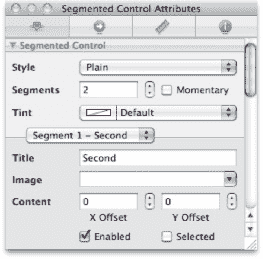 Segmented Control Attributes
Segmented Control
Style Plain
Segments 2 Momentary
Tint Default
Segment 1 – Second
Title Second
Image
Content 0 0
X Offset Y Offset
Enabled Selected